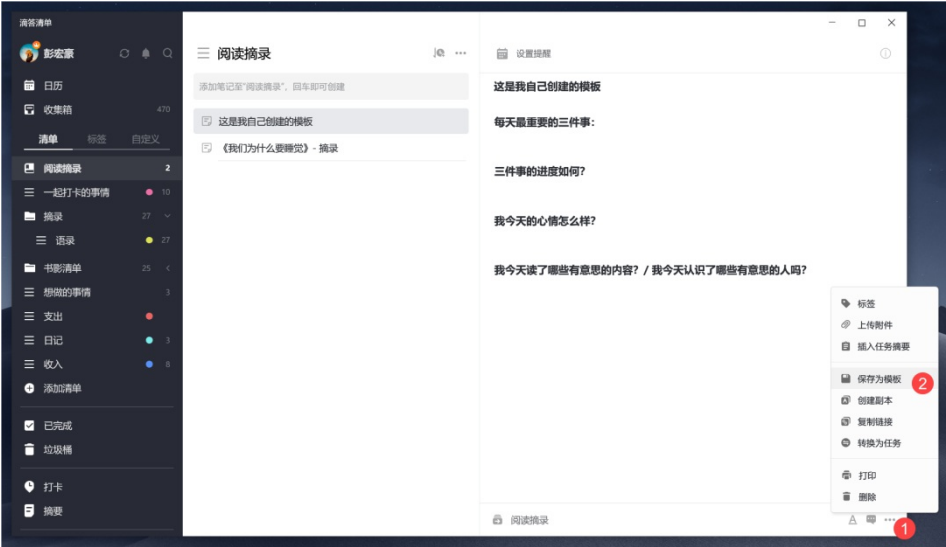 滴答清单
彭宏豪
日历
收集箱 470
清单 标签 自定义
阅读摘录 2
一起打卡的事情 10
摘录 27
语录 27
书影清单 25
想做的事情 3
支出
日记 3
收入 8
添加清单
已完成
垃圾桶
打卡
摘要
阅读摘录
添加笔记至"阅读摘录"，回车即可创建
这是我自己创建的模板
《我们为什么要睡觉》- 摘录
设置提醒
这是我自己创建的模板
每天最重要的三件事：
三件事的进度如何？
我今天的心情怎么样？
我今天读了哪些有意思的内容？/ 我今天认识了哪些有意思的人吗？
标签
上传附件
插入任务摘要
保存为模板 2
创建副本
复制链接
转换为任务
打印
删除
阅读摘录 A
1